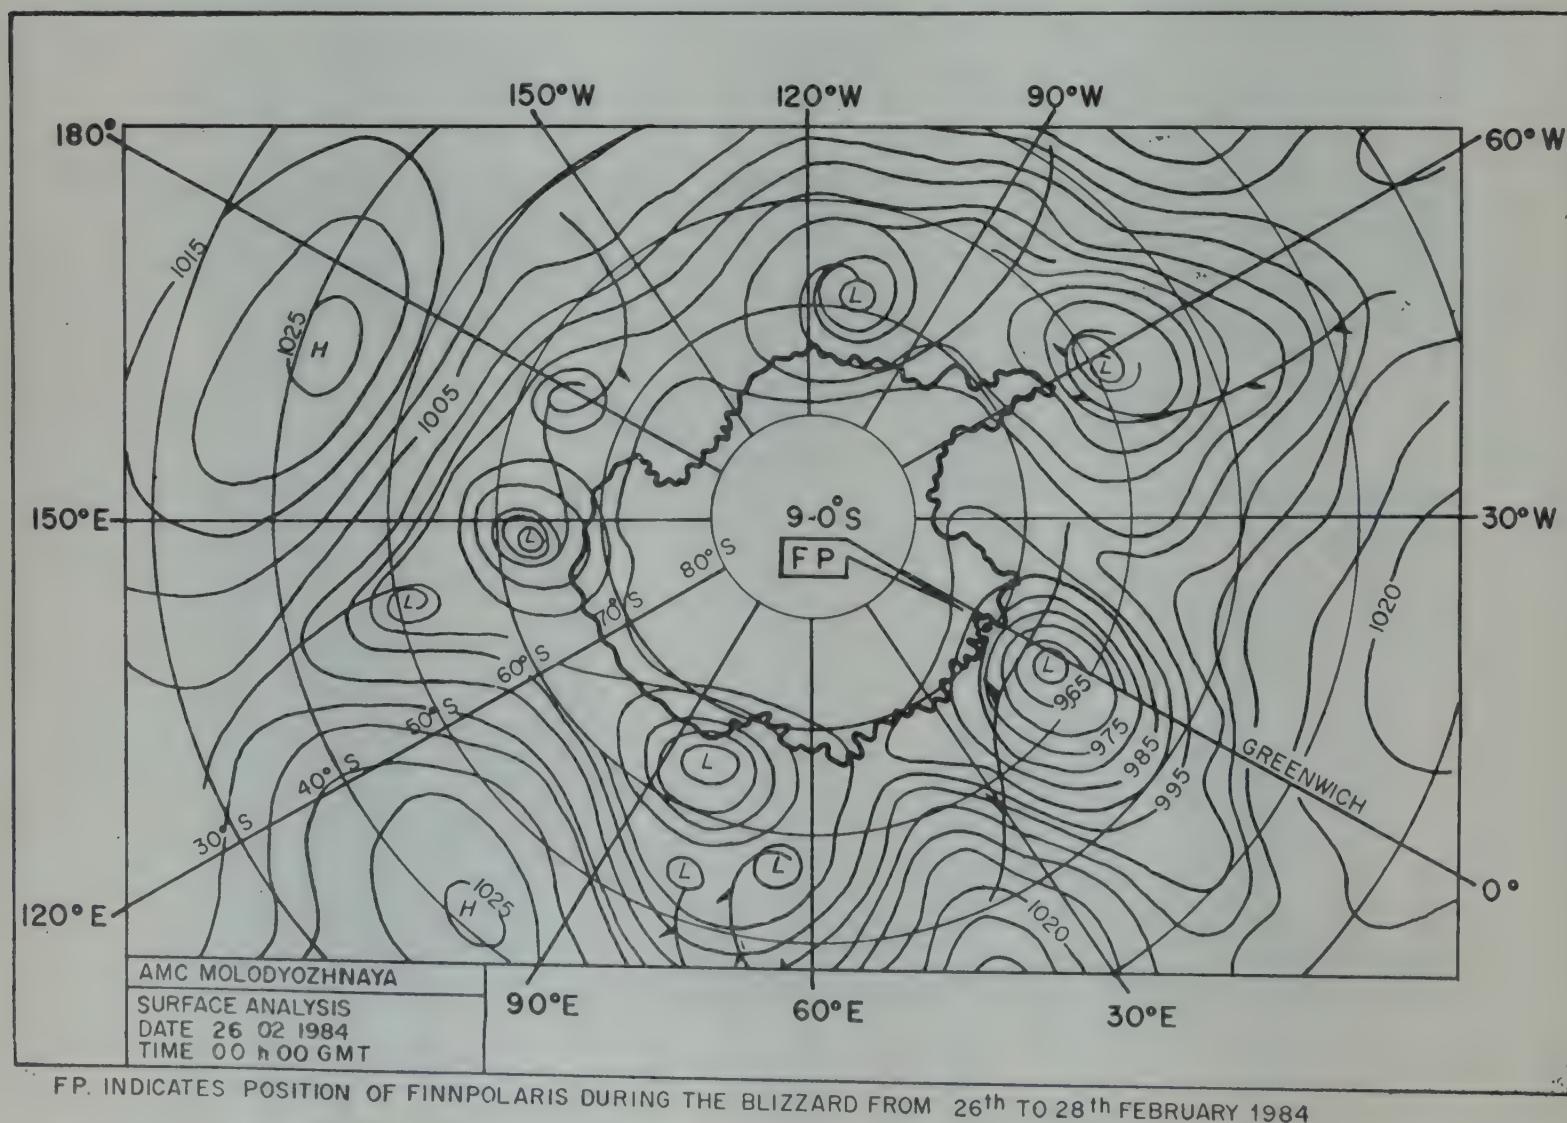 150°W 120°W 90°W
180° 60°W
1015
L
1025
H
L
1005
150°E 9-0°S 30°W
L
FP
80° S
L
70° S
1020
60° S
L
965
50° S
975
L
985
GREENWICH
40° S
995
30° S
L
L
1025
H
1020
0°
120°E
AMC MOLODYOZHNAYA
SURFACE ANALYSIS
DATE 26 02 1984
TIME 00 h 00 GMT
90°E 60°E 30°E
FP. INDICATES POSITION OF FINNPOLARIS DURING THE BLIZZARD FROM 26th TO 28th FEBRUARY 1984